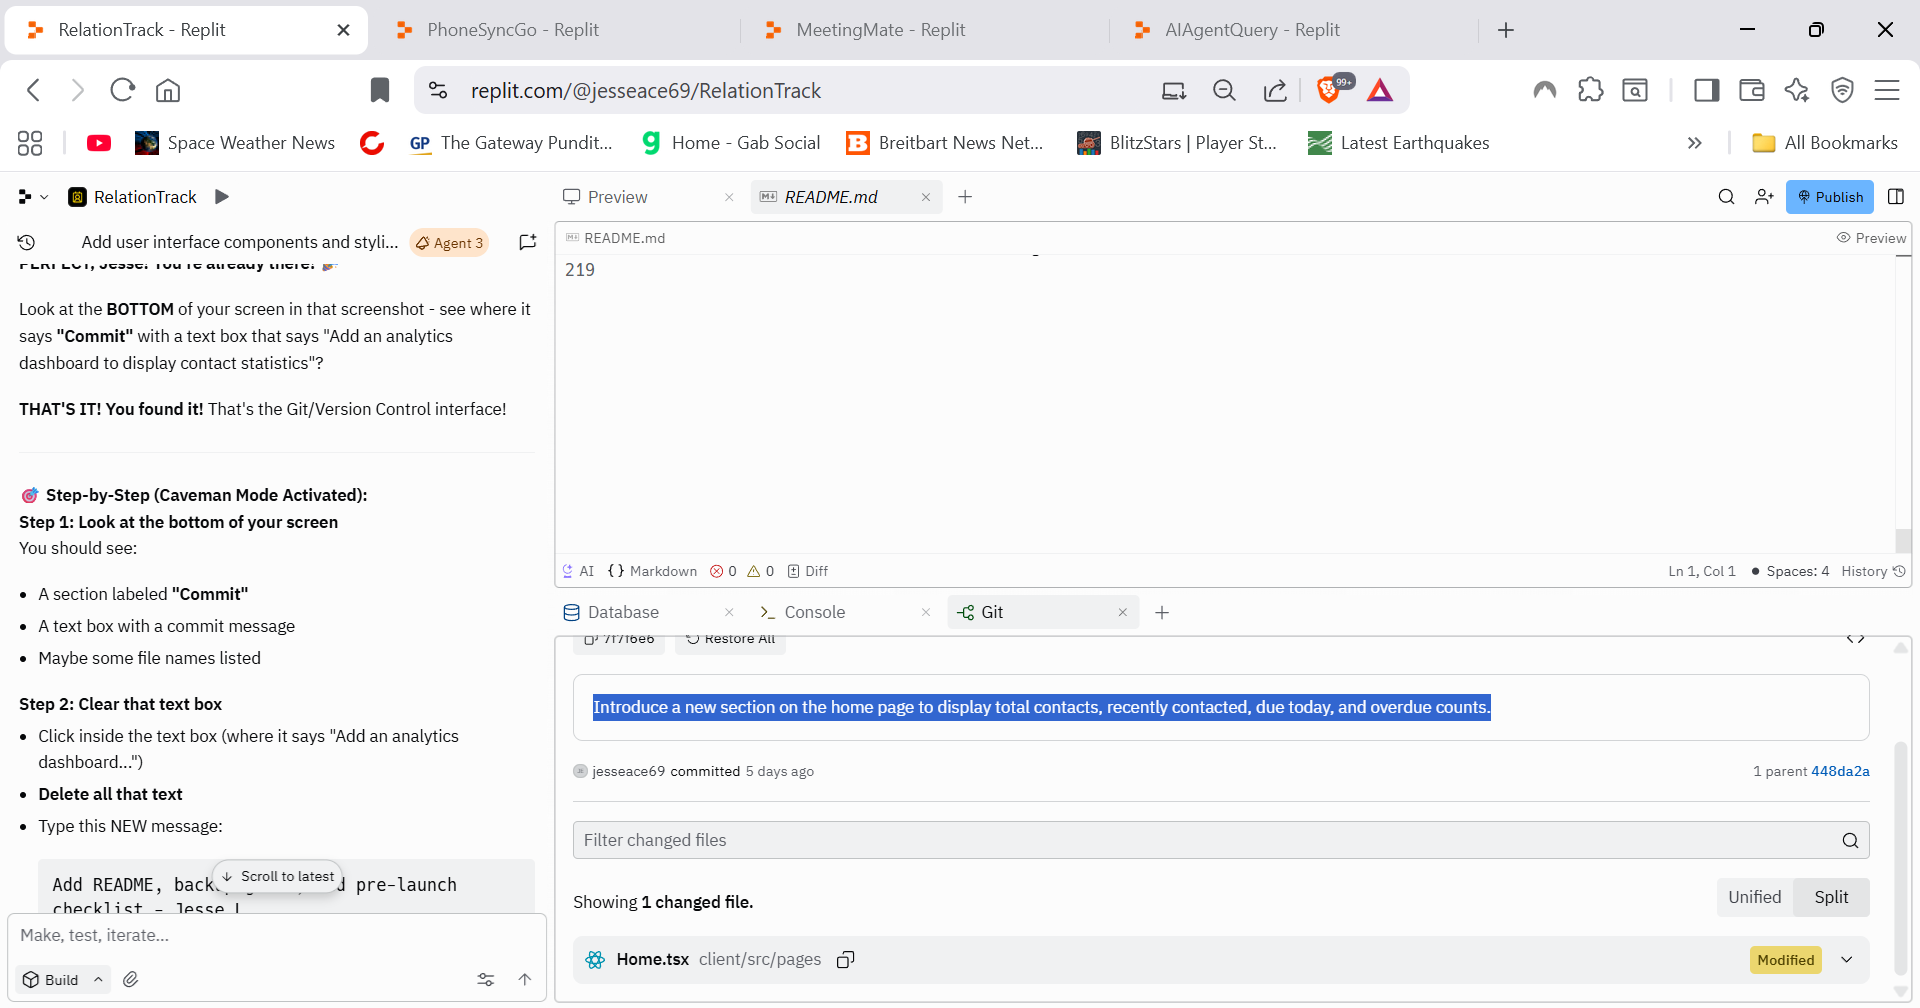 RelationTrack - Replit
PhoneSyncGo - Replit
MeetingMate - Replit
AIAgentQuery - Replit
replit.com/@jesseace69/RelationTrack
99+
Space Weather News
GP The Gateway Pundit...
Home - Gab Social
Breitbart News Net...
BlitzStars | Player St...
Latest Earthquakes
All Bookmarks
RelationTrack
Preview
README.md
Publish
Add user interface components and styli...
Agent 3
README.md
Preview
PERFECT, Jesse! You're already there!
219
Look at the BOTTOM of your screen in that screenshot - see where it
says "Commit" with a text box that says "Add an analytics
dashboard to display contact statistics"?
THAT'S IT! You found it! That's the Git/Version Control interface!
Step-by-Step (Caveman Mode Activated):
Step 1: Look at the bottom of your screen
You should see:
• A section labeled "Commit"
• A text box with a commit message
• Maybe some file names listed
Step 2: Clear that text box
• Click inside the text box (where it says "Add an analytics
dashboard...")
• Delete all that text
• Type this NEW message:
Add README, back
d pre-launch
checklist - Jesse L
Scroll to latest
Make, test, iterate...
Build
AI
{} Markdown
0
0
Diff
Ln 1, Col 1
Spaces: 4
History
Database
Console
Git
7f7f6e6
Restore All
Introduce a new section on the home page to display total contacts, recently contacted, due today, and overdue counts.
jesseace69 committed 5 days ago
1 parent 448da2a
Filter changed files
Showing 1 changed file.
Unified
Split
Home.tsx client/src/pages
Modified